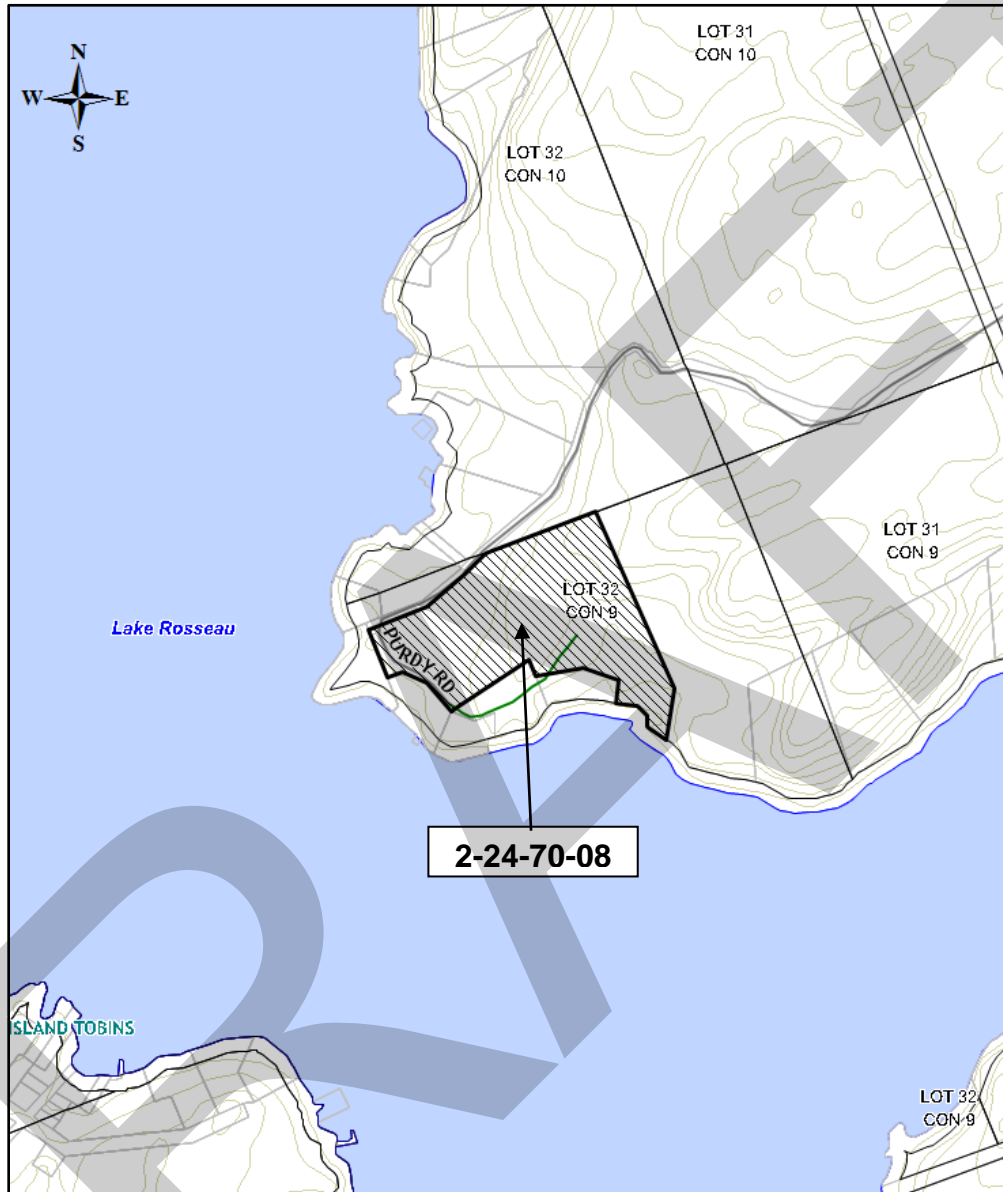 N
W E
S
LOT 31
CON 10
LOT 32
CON 10
LOT 31
CON 9
LOT 32
CON 9
Lake Rosseau
PURDY RD
2-24-70-08
ISLAND TOBINS
LOT 32
CON 9
DRAFT